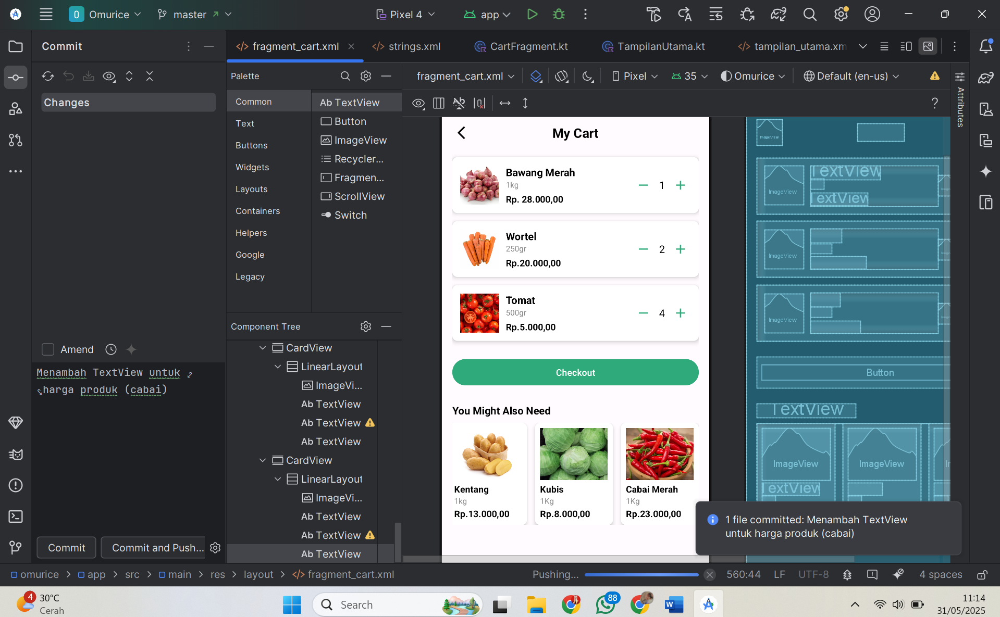 0 Omurice
master
Pixel 4
app
Commit
fragment_cart.xml
strings.xml
CartFragment.kt
TampilanUtama.kt
tampilan_utama.xm
Changes
Palette
Common
Text
Buttons
Widgets
Layouts
Containers
Helpers
Google
Legacy
Ab TextView
Button
ImageView
Recycler...
Fragmen...
ScrollView
Switch
fragment_cart.xml
Pixel
35
Omurice
Default (en-us)
Attributes
?
My Cart
Bawang Merah
1kg
Rp. 28.000,00
1
Wortel
250gr
Rp.20.000,00
2
Tomat
500gr
Rp.5.000,00
4
Checkout
You Might Also Need
Kentang
1kg
Rp.13.000,00
Kubis
1Kg
Rp.8.000,00
Cabai Merah
1Kg
Rp.23.000,00
ImageView
TextView
ImageView
TextView
ImageView
ImageView
Button
TextView
ImageView
ImageView
TextView
Component Tree
CardView
LinearLayout
ImageVi...
Ab TextView
Ab TextView
Ab TextView
CardView
LinearLayout
ImageVi...
Ab TextView
Ab TextView
Ab TextView
Amend
Menambah TextView untuk
harga produk (cabai)
Commit
Commit and Push...
1 file committed: Menambah TextView
untuk harga produk (cabai)
omurice > app > src > main > res > layout > fragment_cart.xml
Pushing...
560:44
LF
UTF-8
4 spaces
4
30°C
Cerah
Search
88
11:14
31/05/2025